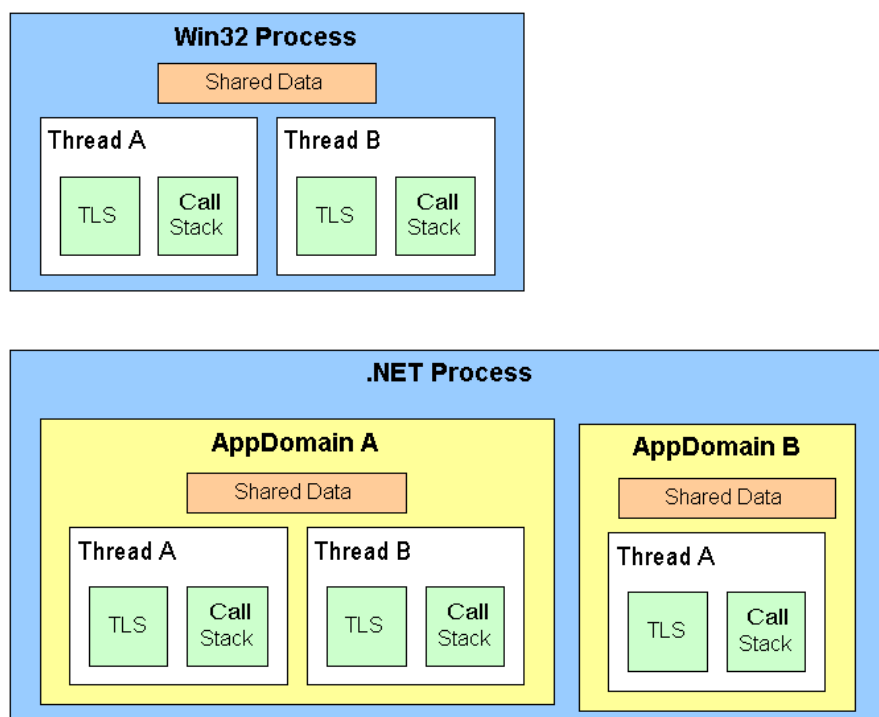 Win32 Process
Shared Data
Thread A
TLS
Call
Stack
Thread B
TLS
Call
Stack
.NET Process
AppDomain A
Shared Data
Thread A
TLS
Call
Stack
Thread B
TLS
Call
Stack
AppDomain B
Shared Data
Thread A
TLS
Call
Stack